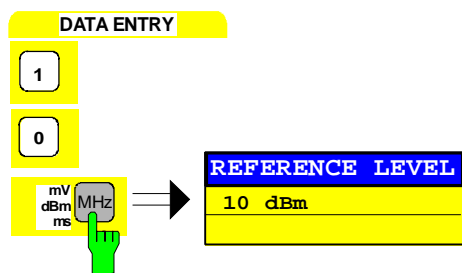 DATA ENTRY
1
0
mV
dBm
ms
MHz
REFERENCE LEVEL
10 dBm